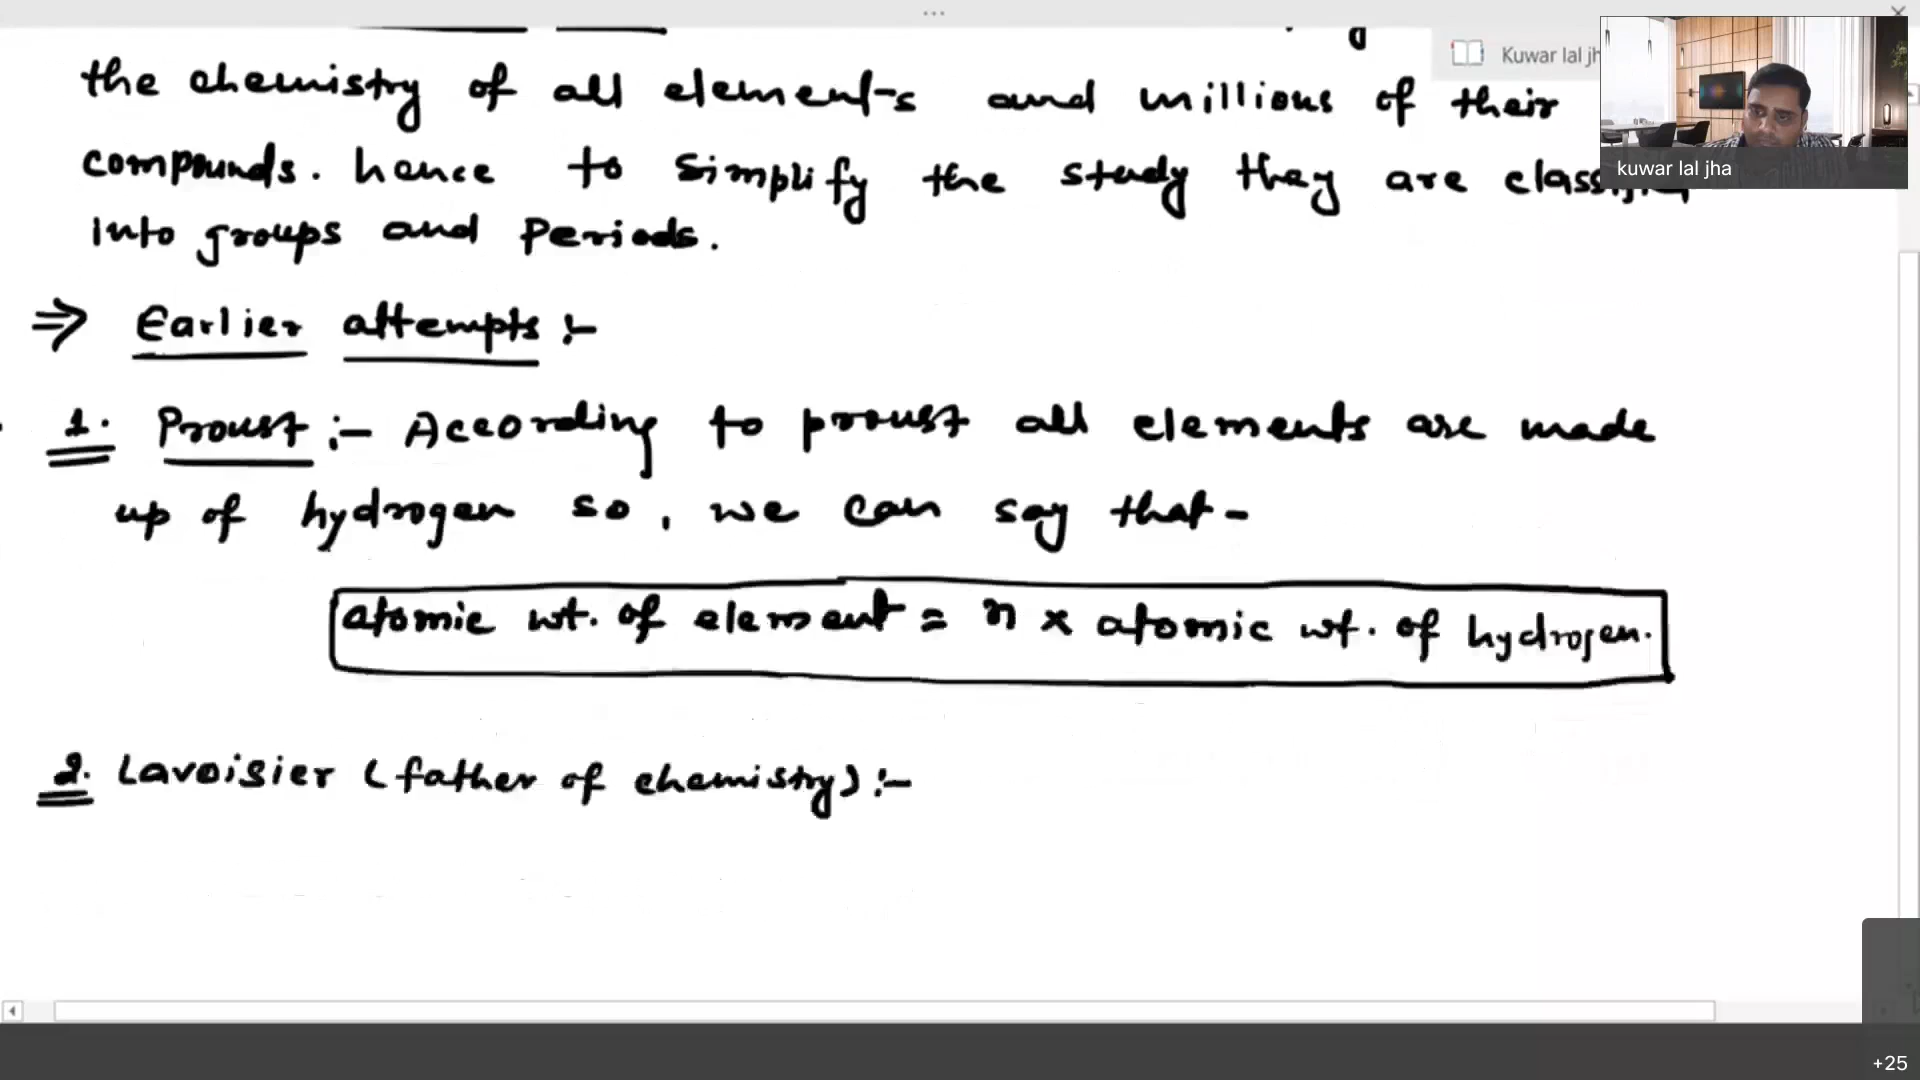 ...
Kuwar lal jh
the chemistry of all elements and millions of their
kuwar lal jha
compounds. hence to simplify the study they are
into groups and Periods.
⇒ Earlier attempts :-
1. Proust :- According to proust all elements are made
up of hydrogen so, we can say that -
atomic wt. of element = n × atomic wt. of hydrogen.
2. Lavoisier (father of chemistry) :-
+25